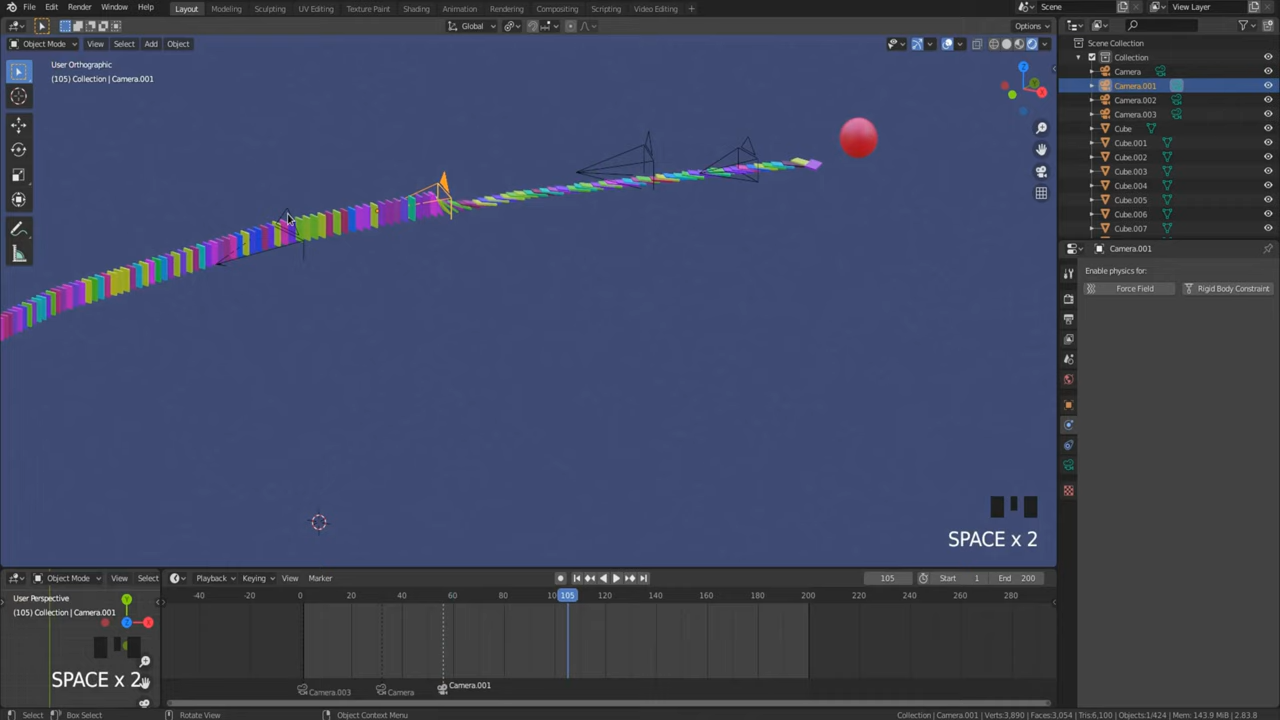 File Edit Render Window Help Layout Modeling Sculpting UV Editing Texture Paint Shading Animation Rendering Compositing Scripting Video Editing + Scene View Layer
Global Options
Object Mode View Select Add Object
User Orthographic
(105) Collection | Camera.001
Z
Y
X
SPACE x 2
Scene Collection
Collection
Camera
Camera.001
Camera.002
Camera.003
Cube
Cube.001
Cube.002
Cube.003
Cube.004
Cube.005
Cube.006
Cube.007
Camera.001
Enable physics for:
Force Field Rigid Body Constraint
Object Mode View Select
User Perspective
(105) Collection | Camera.001
Y
Z X
SPACE x 2
Playback Keying View Marker 105 Start 1 End 200
-40 -20 0 20 40 60 80 10 105 120 140 160 180 200 220 240 260 280
Camera.003 Camera Camera.001
Select Box Select Rotate View Object Context Menu Collection | Camera.001 | Verts:3,890 | Faces:3,054 | Tris:6,100 | Objects:1/424 | Mem: 143.9 MiB | 2.83.8